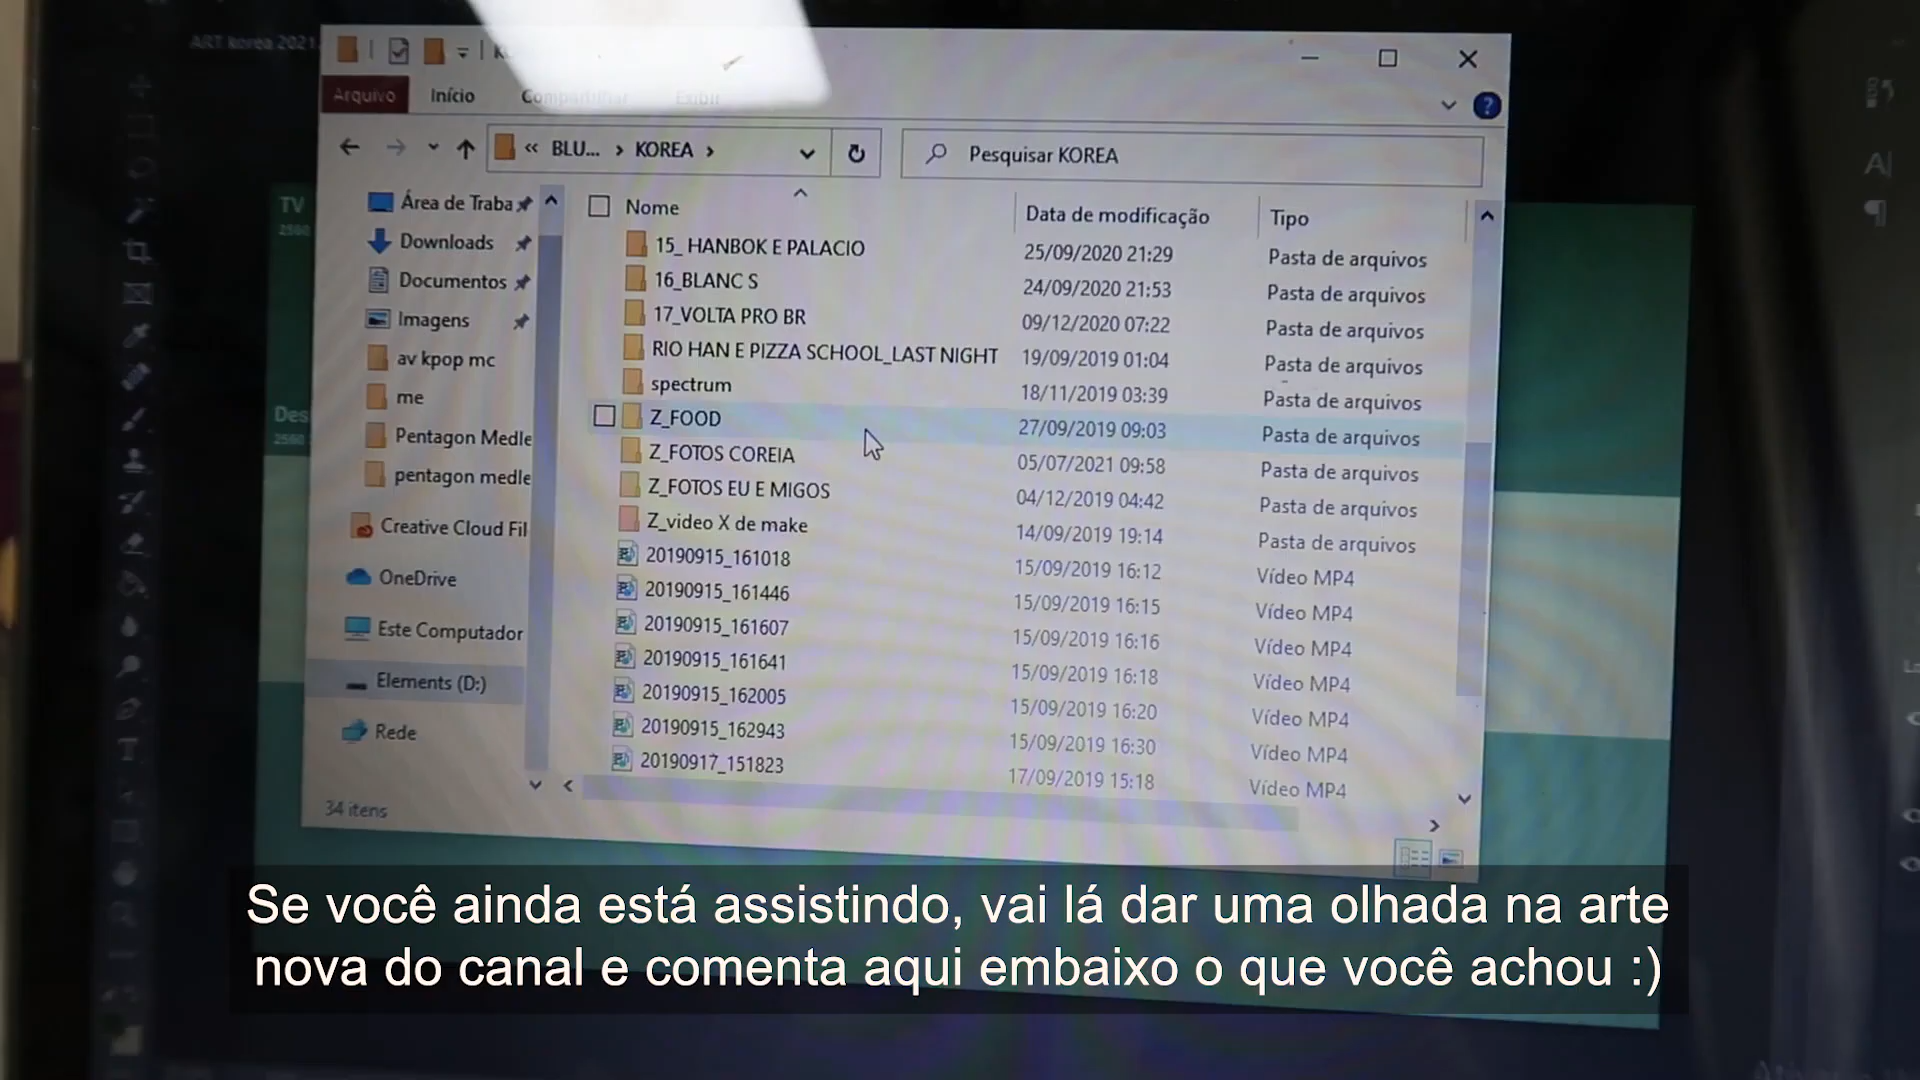 ART korea 2021
Arquivo Início Compartilhar Exibir
« BLU... › KOREA ›
Pesquisar KOREA
TV
Área de Traba
Downloads
Documentos
Imagens
av kpop mc
me
Pentagon Medle
pentagon medle
Creative Cloud Fil
OneDrive
Este Computador
Elements (D:)
Rede
Nome Data de modificação Tipo
15_ HANBOK E PALACIO 25/09/2020 21:29 Pasta de arquivos
16_BLANC S 24/09/2020 21:53 Pasta de arquivos
17_VOLTA PRO BR 09/12/2020 07:22 Pasta de arquivos
RIO HAN E PIZZA SCHOOL_LAST NIGHT 19/09/2019 01:04 Pasta de arquivos
spectrum 18/11/2019 03:39 Pasta de arquivos
Z_FOOD 27/09/2019 09:03 Pasta de arquivos
Z_FOTOS COREIA 05/07/2021 09:58 Pasta de arquivos
Z_FOTOS EU E MIGOS 04/12/2019 04:42 Pasta de arquivos
Z_video X de make 14/09/2019 19:14 Pasta de arquivos
20190915_161018 15/09/2019 16:12 Vídeo MP4
20190915_161446 15/09/2019 16:15 Vídeo MP4
20190915_161607 15/09/2019 16:16 Vídeo MP4
20190915_161641 15/09/2019 16:18 Vídeo MP4
20190915_162005 15/09/2019 16:20 Vídeo MP4
20190915_162943 15/09/2019 16:30 Vídeo MP4
20190917_151823 17/09/2019 15:18 Vídeo MP4
34 itens
Se você ainda está assistindo, vai lá dar uma olhada na arte
nova do canal e comenta aqui embaixo o que você achou :)